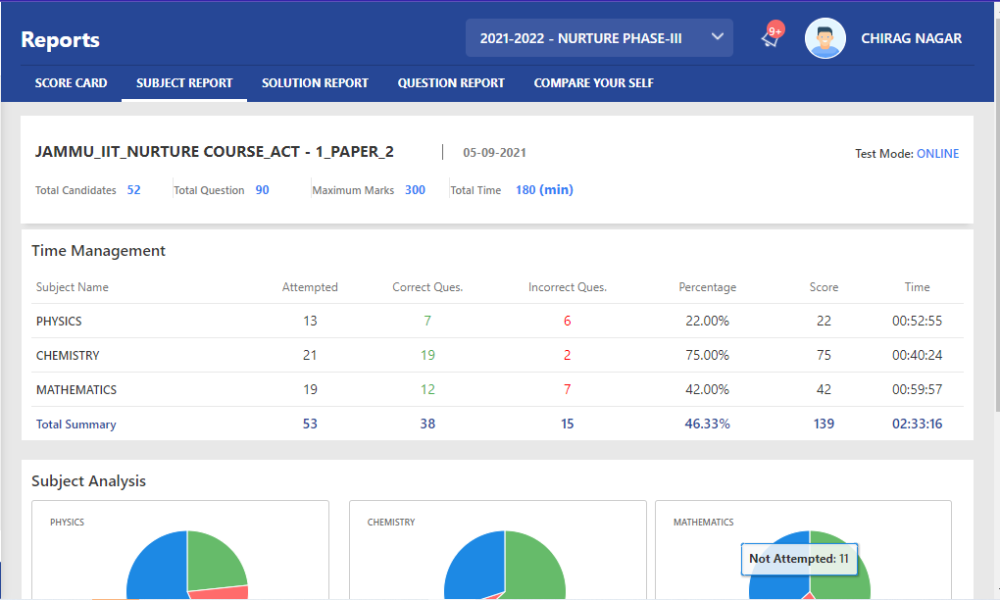 Reports
2021-2022 - NURTURE PHASE-III
9+
CHIRAG NAGAR
SCORE CARD SUBJECT REPORT SOLUTION REPORT QUESTION REPORT COMPARE YOUR SELF
JAMMU_IIT_NURTURE COURSE_ACT - 1_PAPER_2 | 05-09-2021
Test Mode: ONLINE
Total Candidates 52 Total Question 90 Maximum Marks 300 Total Time 180 (min)
Time Management
Subject Name Attempted Correct Ques. Incorrect Ques. Percentage Score Time
PHYSICS 13 7 6 22.00% 22 00:52:55
CHEMISTRY 21 19 2 75.00% 75 00:40:24
MATHEMATICS 19 12 7 42.00% 42 00:59:57
Total Summary 53 38 15 46.33% 139 02:33:16
Subject Analysis
PHYSICS CHEMISTRY MATHEMATICS
Not Attempted: 11